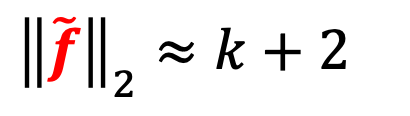 ‖f̃‖₂ ≈ k + 2